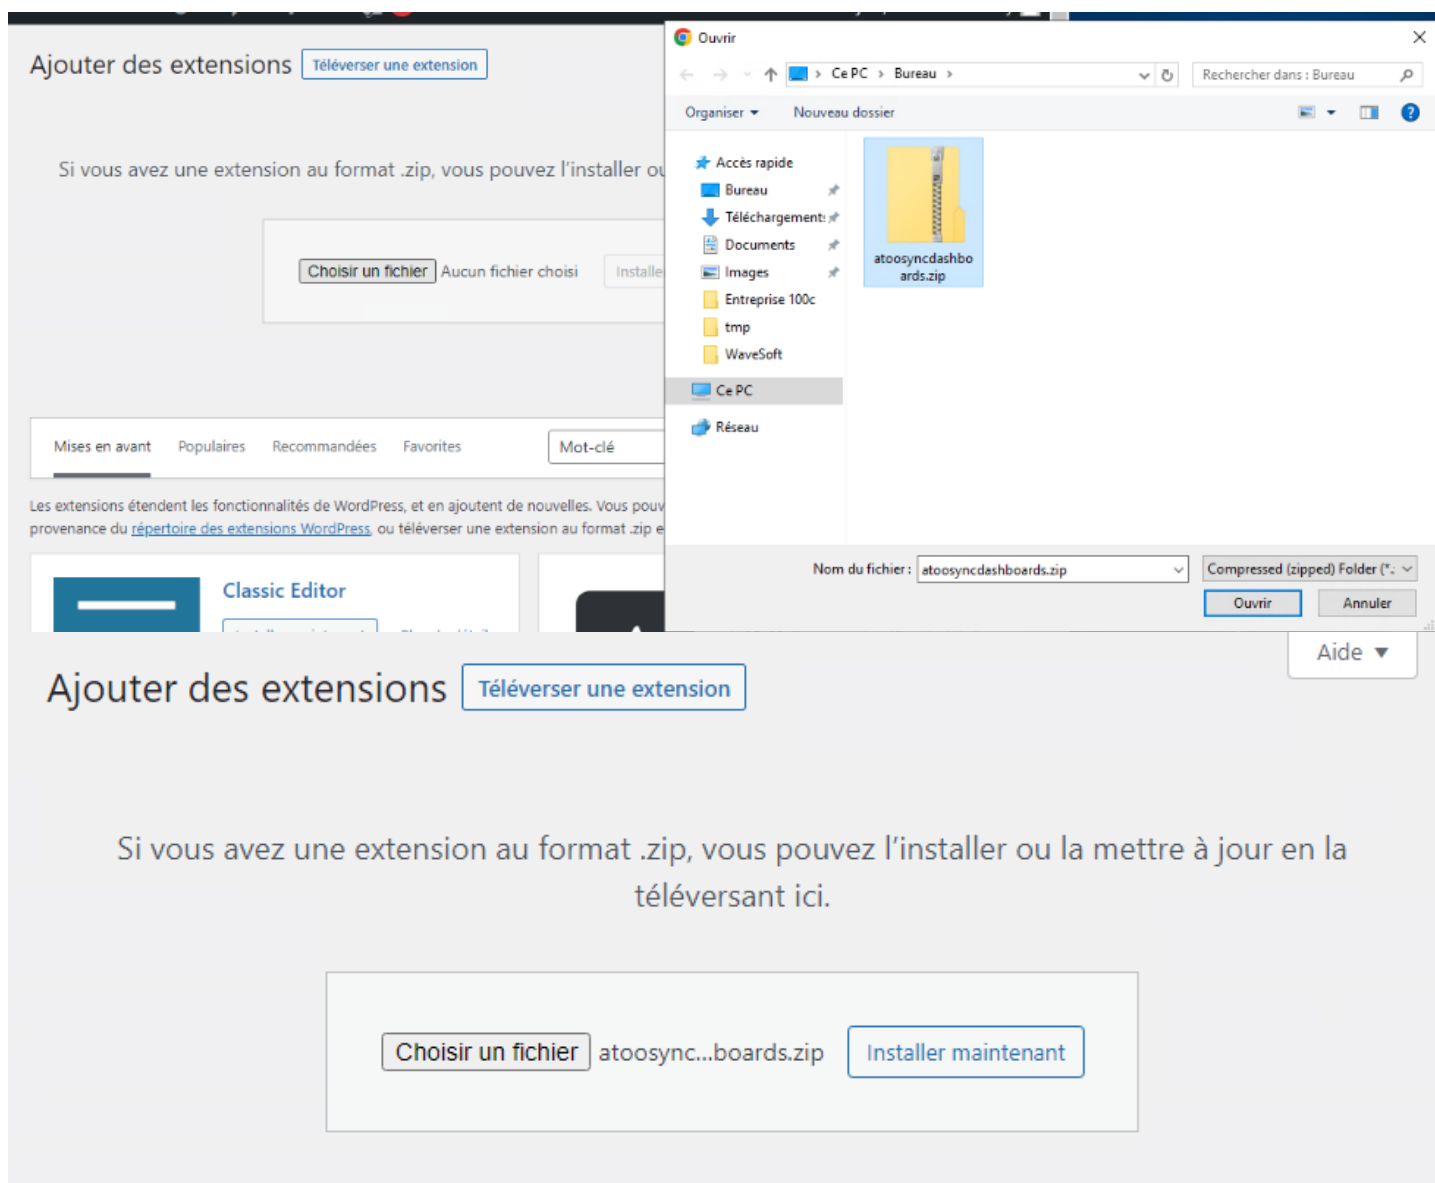 Ajouter des extensions Téléverser une extension
Si vous avez une extension au format .zip, vous pouvez l'installer ou
Choisir un fichier Aucun fichier choisi Installe
Mises en avant Populaires Recommandées Favorites Mot-clé
Les extensions étendent les fonctionnalités de WordPress, et en ajoutent de nouvelles. Vous pouv
provenance du répertoire des extensions WordPress, ou téléverser une extension au format .zip e
Classic Editor
Ouvrir
Ce PC > Bureau >
Rechercher dans : Bureau
Organiser Nouveau dossier
Accès rapide
Bureau
Téléchargements
Documents
Images
Entreprise 100c
tmp
WaveSoft
Ce PC
Réseau
atoosyncdashbo
ards.zip
Nom du fichier : atoosyncdashboards.zip
Compressed (zipped) Folder (*.
Ouvrir Annuler
Aide ▼
Ajouter des extensions Téléverser une extension
Si vous avez une extension au format .zip, vous pouvez l'installer ou la mettre à jour en la
téléversant ici.
Choisir un fichier atoosync...boards.zip Installer maintenant